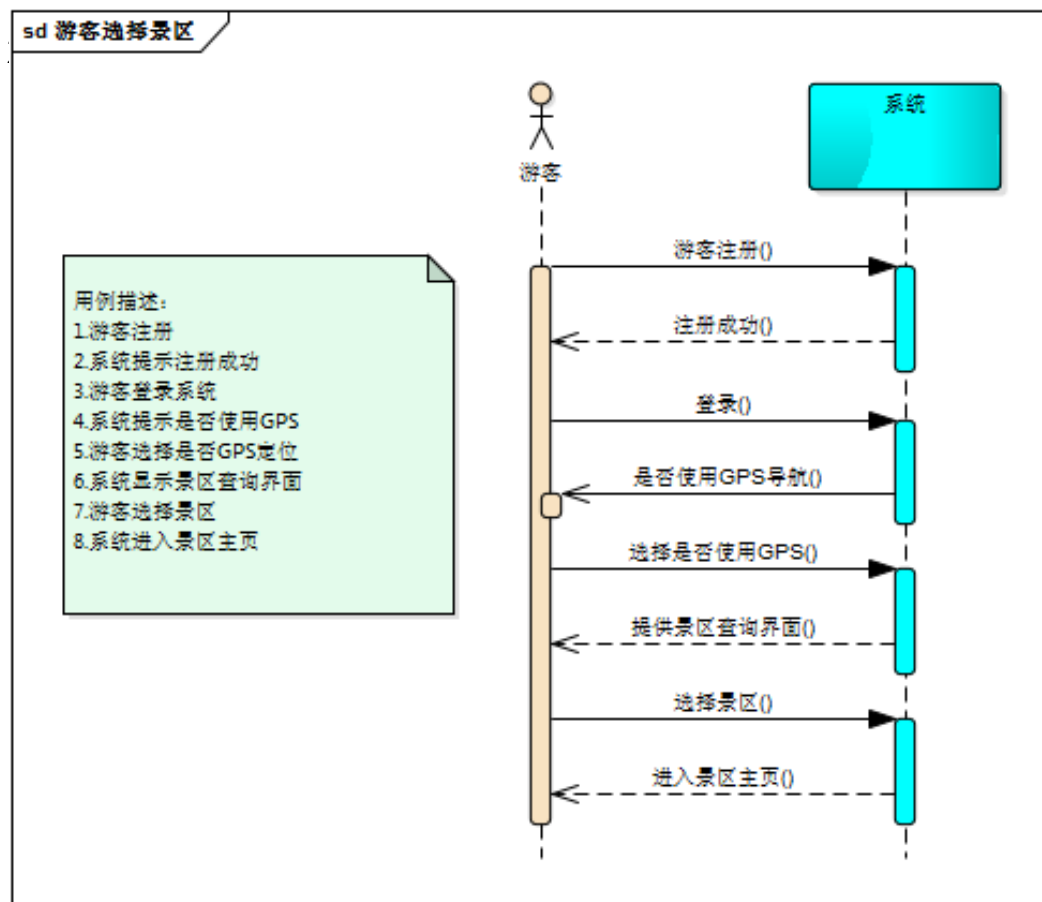 sd 游客选择景区
游客
系统
用例描述：
1.游客注册
2.系统提示注册成功
3.游客登录系统
4.系统提示是否使用GPS
5.游客选择是否GPS定位
6.系统显示景区查询界面
7.游客选择景区
8.系统进入景区主页
游客注册()
注册成功()
登录()
是否使用GPS导航()
选择是否使用GPS()
提供景区查询界面()
选择景区()
进入景区主页()